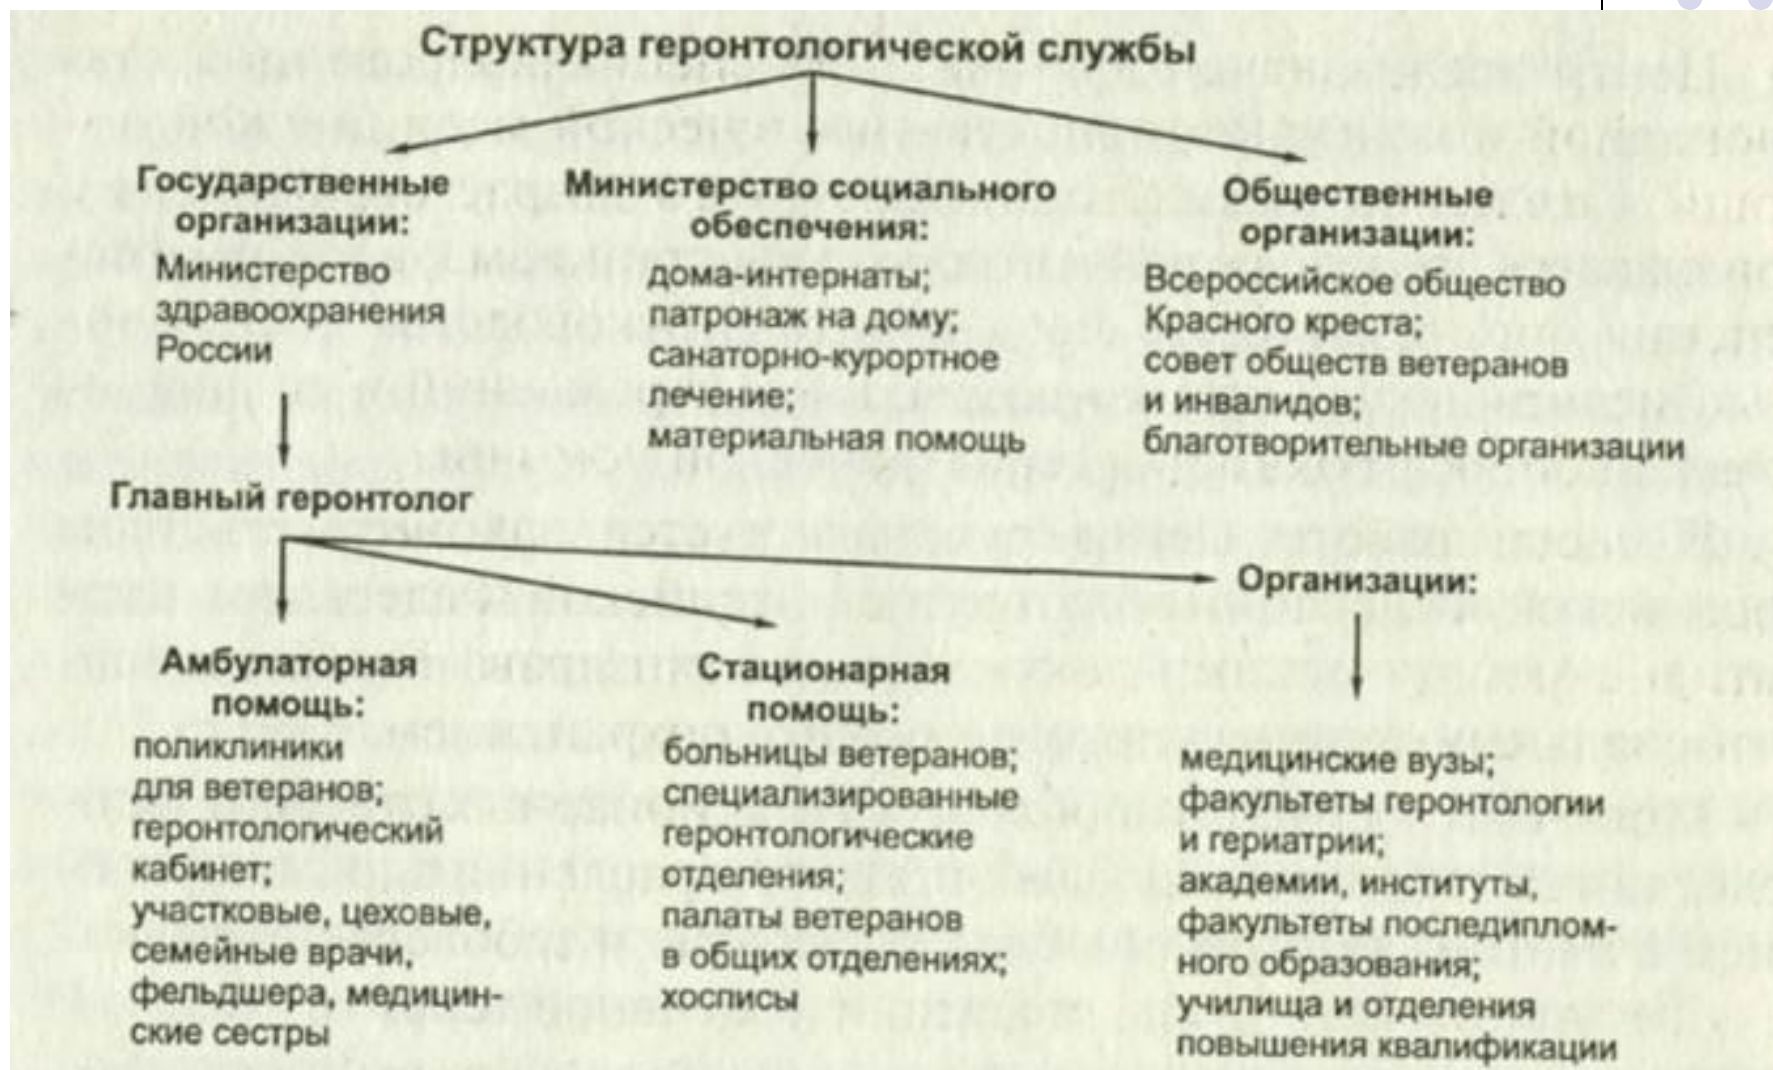 Структура геронтологической службы
Государственные
организации:
Министерство
здравоохранения
России
Министерство социального
обеспечения:
дома-интернаты;
патронаж на дому;
санаторно-курортное
лечение;
материальная помощь
Общественные
организации:
Всероссийское общество
Красного креста;
совет обществ ветеранов
и инвалидов;
благотворительные организации
Главный геронтолог
Амбулаторная
помощь:
поликлиники
для ветеранов;
геронтологический
кабинет;
участковые, цеховые,
семейные врачи,
фельдшера, медицин-
ские сестры
Стационарная
помощь:
больницы ветеранов;
специализированные
геронтологические
отделения;
палаты ветеранов
в общих отделениях;
хосписы
Организации:
медицинские вузы;
факультеты геронтологии
и гериатрии;
академии, институты,
факультеты последиплом-
ного образования;
училища и отделения
повышения квалификации